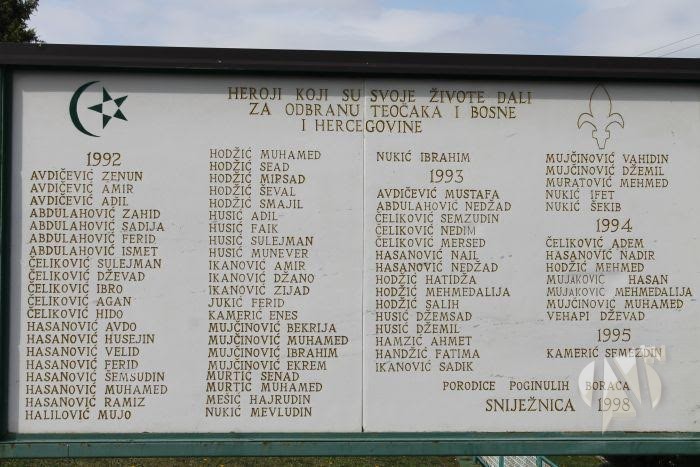 HEROJI KOJI SU SVOJE ŽIVOTE DALI
ZA ODBRANU TEOČAKA I BOSNE
I HERCEGOVINE
1992
AVDIČEVIĆ ZENUN
AVDIČEVIĆ AMIR
AVDIČEVIĆ ADIL
ABDULAHOVIĆ ZAHID
ABDULAHOVIĆ SADIJA
ABDULAHOVIĆ FERID
ABDULAHOVIĆ ISMET
ČELIKOVIĆ SULEJMAN
ČELIKOVIĆ DŽEVAD
ČELIKOVIĆ IBRO
ČELIKOVIĆ AGAN
ČELIKOVIĆ HIDO
HASANOVIĆ AVDO
HASANOVIĆ HUSEJIN
HASANOVIĆ VELID
HASANOVIĆ FERID
HASANOVIĆ ŠEMSUDIN
HASANOVIĆ MUHAMED
HASANOVIĆ RAMIZ
HALILOVIĆ MUJO
HODŽIĆ MUHAMED
HODŽIĆ SEAD
HODŽIĆ MIPSAD
HODŽIĆ ŠEVAL
HODŽIĆ SMAJIL
HUSIĆ ADIL
HUSIĆ FAIK
HUSIĆ SULEJMAN
HUSIĆ MUNEVER
IKANOVIĆ AMIR
IKANOVIĆ DŽANO
IKANOVIĆ ZIJAD
JUKIĆ FERID
KAMERIĆ ENES
MUJČINOVIĆ BEKRIJA
MUJČINOVIĆ MUHAMED
MUJČINOVIĆ IBRAHIM
MUJČINOVIĆ EKREM
MURTIĆ SENAD
MURTIĆ MUHAMED
MEŠIĆ HAJRUDIN
NUKIĆ MEVLUDIN
NUKIĆ IBRAHIM
1993
AVDIČEVIĆ MUSTAFA
ABDULAHOVIĆ NEDŽAD
ČELIKOVIĆ SEMZUDIN
ČELIKOVIĆ NEDIM
ČELIKOVIĆ MERSED
HASANOVIĆ NAIL
HASANOVIĆ NEDŽAD
HODŽIĆ HATIDŽA
HODŽIĆ MEHMEDALIJA
HODŽIĆ SALIH
HUSIĆ DŽEMSAD
HUSIĆ DŽEMIL
HAMZIĆ AHMET
HANDŽIĆ FATIMA
IKANOVIĆ SADIK
MUJČINOVIĆ VAHIDIN
MUJČINOVIĆ DŽEMIL
MURATOVIĆ MEHMED
NUKIĆ IFET
NUKIĆ ŠEKIB
1994
ČELIKOVIĆ ADEM
HASANOVIĆ NADIR
HODŽIĆ MEHMED
MUJAKOVIĆ HASAN
MUJAKOVIĆ MEHMEDALIJA
MUJČINOVIĆ MUHAMED
VEHAPI DŽEVAD
1995
KAMERIĆ SEMEZDIN
PORODICE POGINULIH BORACA
SNIJEŽNICA 1998